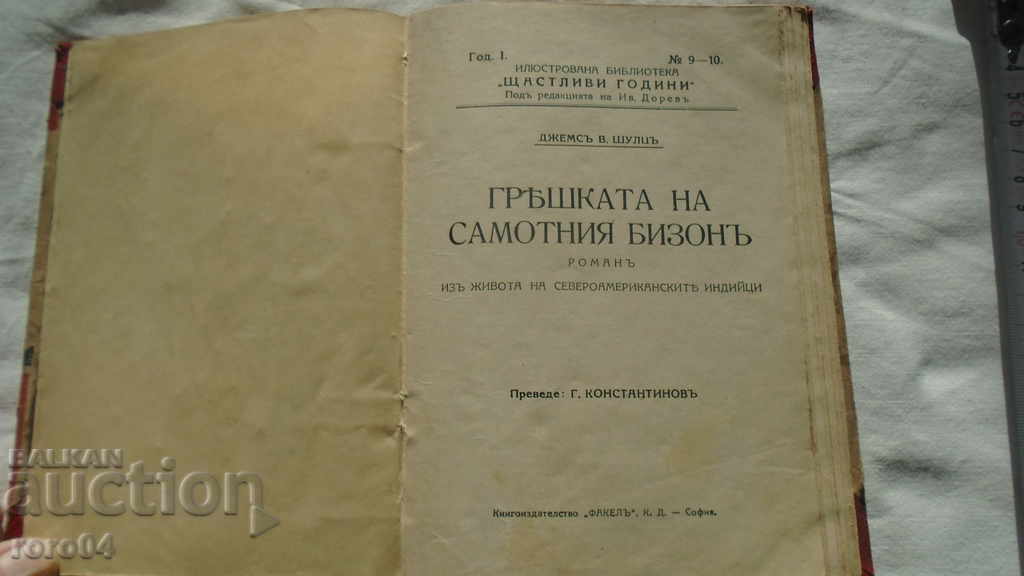 Год. I.
№ 9—10.
ИЛЮСТРОВАНА БИБЛИОТЕКА
„ЩАСТЛИВИ ГОДИНИ"
Подъ редакцията на Ив. Доревъ
ДЖЕМСЪ В. ШУЛЦЪ
ГРѢШКАТА НА
САМОТНИЯ БИЗОНЪ
РОМАНЪ
ИЗЪ ЖИВОТА НА СЕВЕРОАМЕРИКАНСКИТѢ ИНДИЙЦИ
Преведе: Г. КОНСТАНТИНОВЪ
Книгоиздателство „ФАКЕЛЪ", К. Д. — София.
BALKAN
auction
roro04